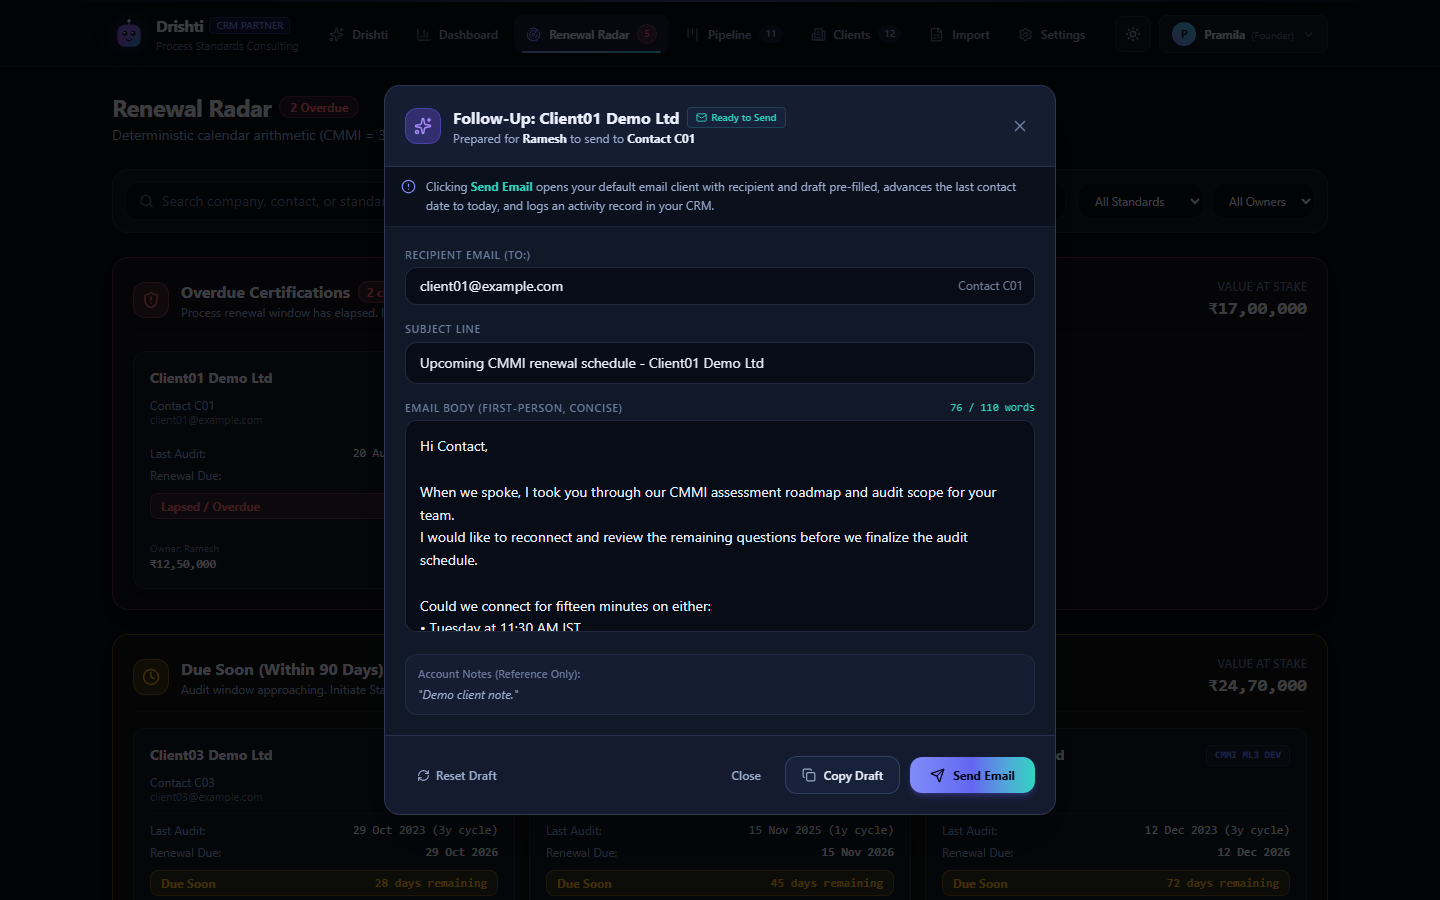 Drishti CRM PARTNER
Process Standards Consulting
Drishti
Dashboard
Renewal Radar 5
Pipeline 11
Clients 12
Import
Settings
P Pramila (Founder)
Renewal Radar 2 Overdue
Deterministic calendar arithmetic (CMMI = 3
Search company, contact, or standa
All Standards
All Owners
Overdue Certifications 2 c
Process renewal window has elapsed.
VALUE AT STAKE
₹17,00,000
Client01 Demo Ltd
Contact C01
client01@example.com
Last Audit: 20 Au
Renewal Due:
Lapsed / Overdue
Owner: Ramesh
₹12,50,000
Follow-Up: Client01 Demo Ltd Ready to Send
Prepared for Ramesh to send to Contact C01
Clicking Send Email opens your default email client with recipient and draft pre-filled, advances the last contact
date to today, and logs an activity record in your CRM.
RECIPIENT EMAIL (TO:)
client01@example.com Contact C01
SUBJECT LINE
Upcoming CMMI renewal schedule - Client01 Demo Ltd
EMAIL BODY (FIRST-PERSON, CONCISE) 76 / 110 words
Hi Contact,
When we spoke, I took you through our CMMI assessment roadmap and audit scope for your
team.
I would like to reconnect and review the remaining questions before we finalize the audit
schedule.
Could we connect for fifteen minutes on either:
• Tuesday at 11:30 AM IST
Account Notes (Reference Only):
"Demo client note."
Reset Draft
Close
Copy Draft
Send Email
Due Soon (Within 90 Days)
Audit window approaching. Initiate Sta
VALUE AT STAKE
₹24,70,000
Client03 Demo Ltd
Contact C03
client03@example.com
Last Audit: 29 Oct 2023 (3y cycle)
Renewal Due: 29 Oct 2026
Due Soon 28 days remaining
Last Audit: 15 Nov 2025 (1y cycle)
Renewal Due: 15 Nov 2026
Due Soon 45 days remaining
d CMMI ML3 DEV
Last Audit: 12 Dec 2023 (3y cycle)
Renewal Due: 12 Dec 2026
Due Soon 72 days remaining